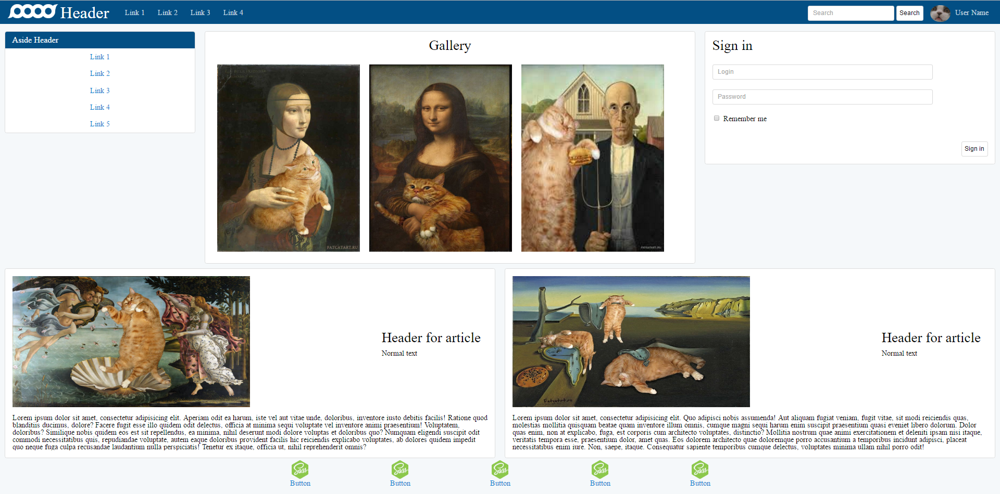 Header
Link 1
Link 2
Link 3
Link 4
Search
Search
User Name
Aside Header
Link 1
Link 2
Link 3
Link 4
Link 5
Gallery
FATCATART.RU
FATCATART.RU
Sign in
Login
Password
Remember me
Sign in
Header for article
Normal text
Lorem ipsum dolor sit amet, consectetur adipisicing elit. Aperiam odit ea harum, iste vel aut vitae unde, doloribus, inventore iusto debitis facilis! Ratione quod
blanditiis ducimus, dolore? Facere fugit esse illo quidem odit delectus, officia at minima sequi voluptate vel inventore animi praesentium! Voluptatem,
doloribus? Similique nobis quidem eos est sit repellendus, ea minima, nihil deserunt modi dolore voluptas et doloribus quo? Numquam eligendi suscipit odit
commodi necessitatibus quis, repudiandae voluptate, autem eaque doloribus provident facilis hic reiciendis explicabo voluptates, ab dolores quidem impedit
quo neque fuga culpa recusandae laudantium nulla perspiciatis! Tenetur ex itaque, officia ut, nihil reprehenderit omnis?
Fatcatart.ru
Header for article
Normal text
Lorem ipsum dolor sit amet, consectetur adipisicing elit. Quo adipisci nobis assumenda! Aut aliquam fugiat veniam, fugit vitae, sit modi reiciendis quas,
molestias mollitia quisquam beatae quam inventore illum omnis, cumque magni sequi harum enim suscipit praesentium quasi eveniet libero dolorum. Dolor
quas enim, non at explicabo, fuga, est corporis cum architecto voluptates, distinctio? Mollitia nostrum quae animi exercitationem et deleniti ipsam nisi itaque,
veritatis tempora esse, praesentium dolor, amet quas. Eos dolorem architecto quae doloremque porro accusantium a temporibus incidunt adipisci, placeat
necessitatibus enim iure. Non, saepe, itaque. Consequatur sapiente temporibus cumque delectus, voluptates minima ullam nihil porro odit!
Sass
Button
Sass
Button
Sass
Button
Sass
Button
Sass
Button